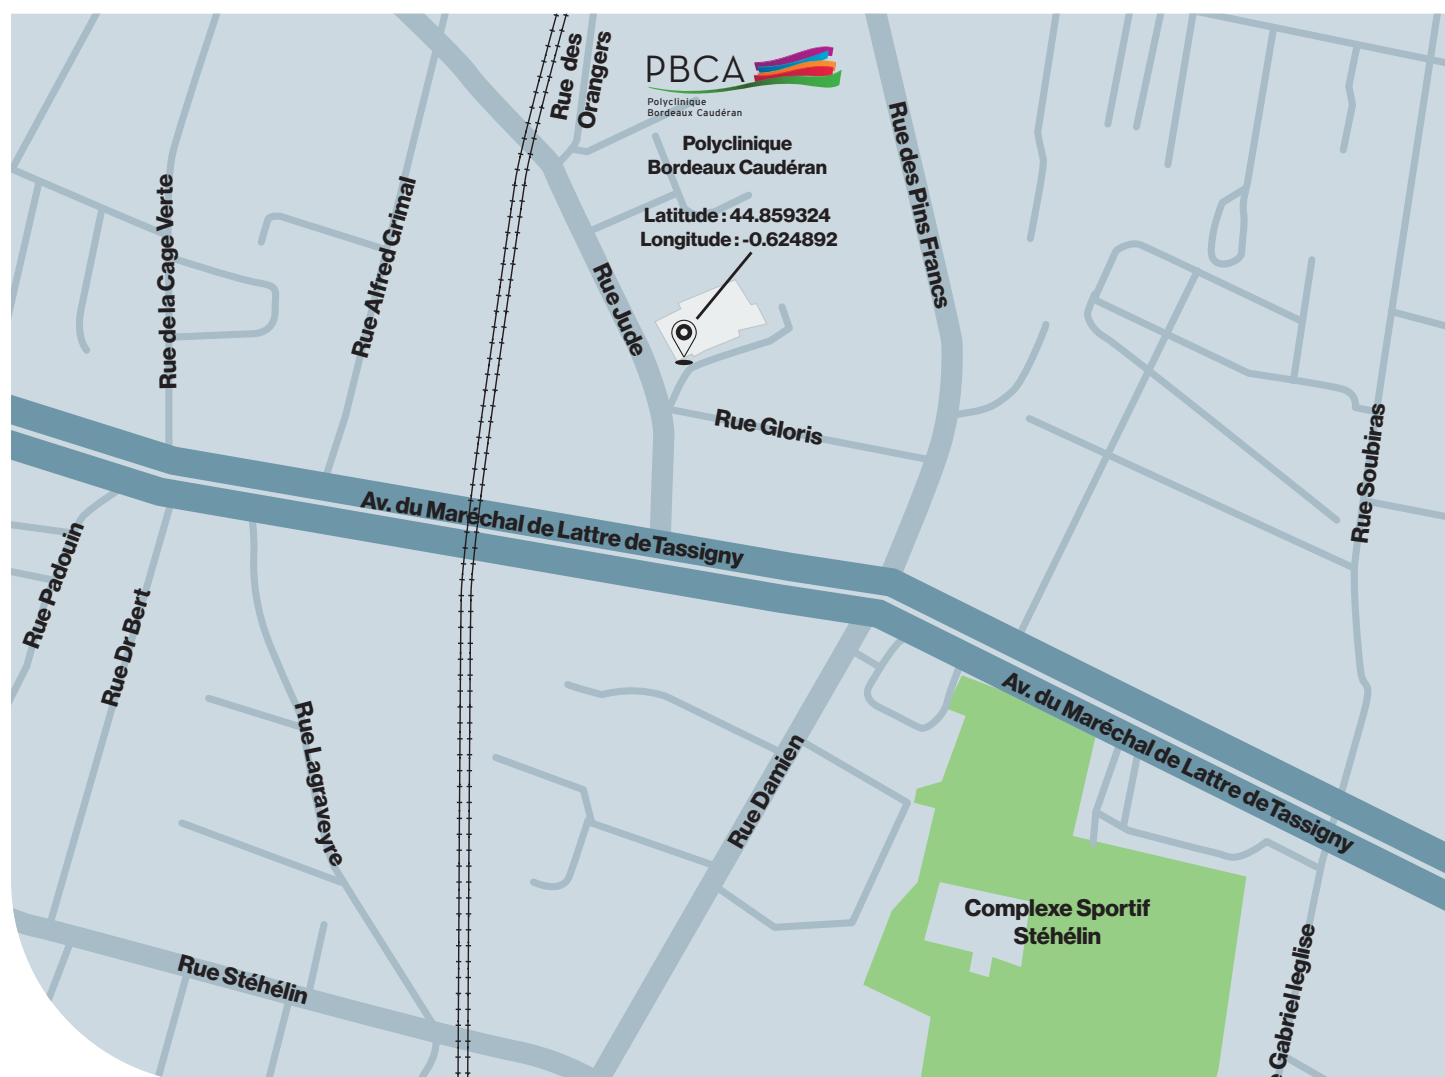 Rue des
Orangers
PBCA
Polyclinique
Bordeaux Caudéran
Polyclinique
Bordeaux Caudéran
Latitude : 44.859324
Longitude : -0.624892
Rue des Pins Francs
Rue de la Cage Verte
Rue Alfred Grimal
Rue Jude
Rue Gloris
Rue Soubiras
Av. du Maréchal de Lattre de Tassigny
Rue Padouin
Rue Dr Bert
Rue Lagraveyre
Rue Damien
Av. du Maréchal de Lattre de Tassigny
Complexe Sportif
Stéhélin
Rue Stéhélin
Gabriel leglise